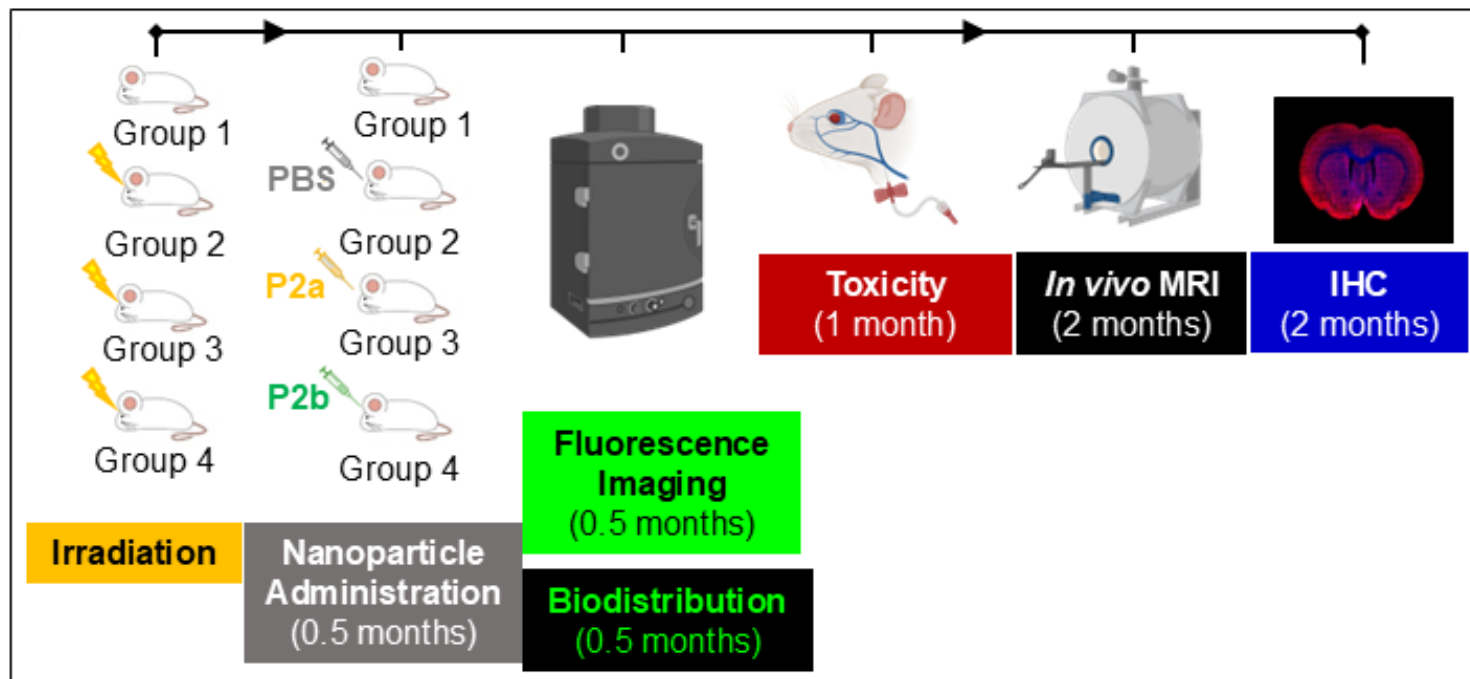 Group 1
Group 2
Group 3
Group 4
Irradiation
Group 1
PBS
Group 2
P2a
Group 3
P2b
Group 4
Nanoparticle
Administration
(0.5 months)
Fluorescence
Imaging
(0.5 months)
Biodistribution
(0.5 months)
Toxicity
(1 month)
In vivo MRI
(2 months)
IHC
(2 months)